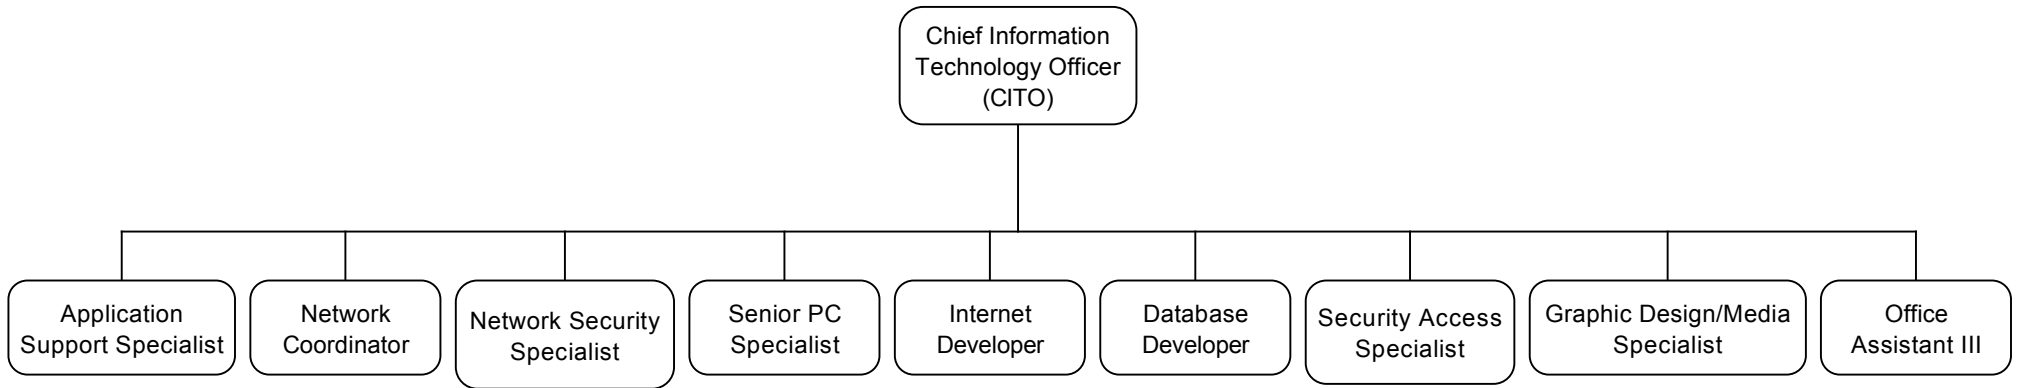 Chief Information
Technology Officer
(CITO)
Application
Support Specialist
Network
Coordinator
Network Security
Specialist
Senior PC
Specialist
Internet
Developer
Database
Developer
Security Access
Specialist
Graphic Design/Media
Specialist
Office
Assistant III